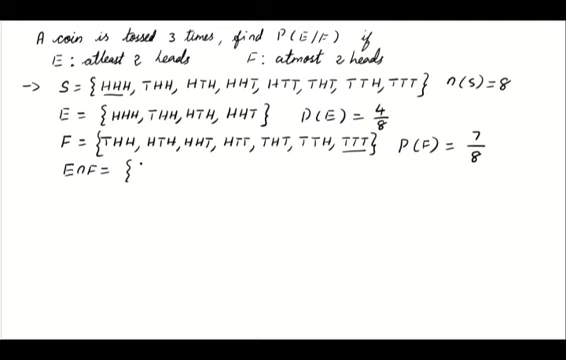 A coin is tossed 3 times, find P(E/F) if
E : atleast 2 heads F : atmost 2 heads
-> S = {HHH, THH, HTH, HHT, HTT, THT, TTH, TTT} n(S) = 8
E = {HHH, THH, HTH, HHT} P(E) = 4/8
F = {THH, HTH, HHT, HTT, THT, TTH, TTT} P(F) = 7/8
E∩F = {